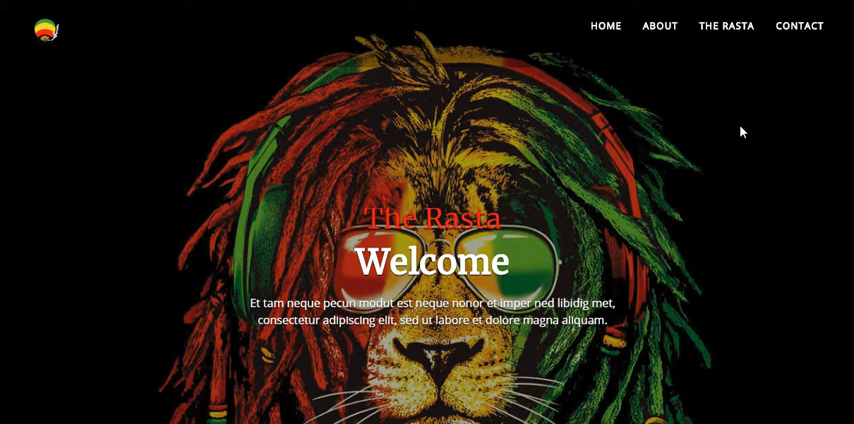 HOME ABOUT THE RASTA CONTACT
The Rasta
Welcome
Et tam neque pecun modut est neque nonor et imper ned libidig met,
consectetur adipiscing elit, sed ut labore et dolore magna aliquam.